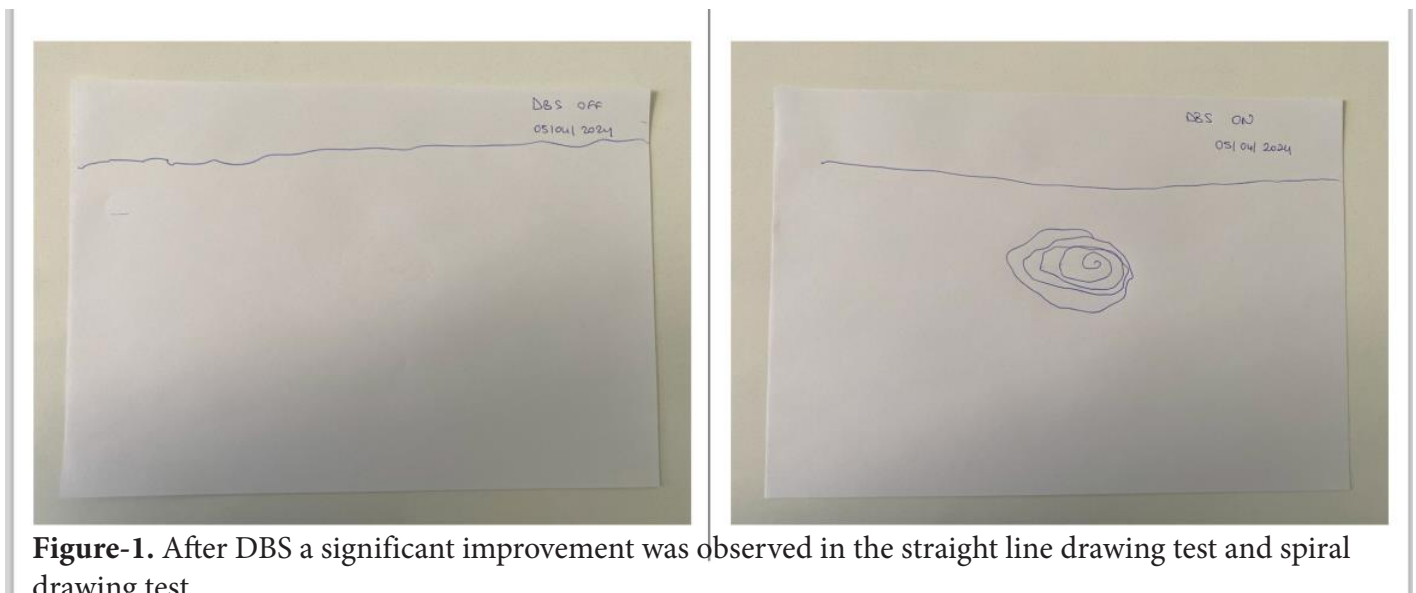 DBS OFF
05/04/2024
DBS ON
05/04/2024
Figure-1. After DBS a significant improvement was observed in the straight line drawing test and spiral
drawing test